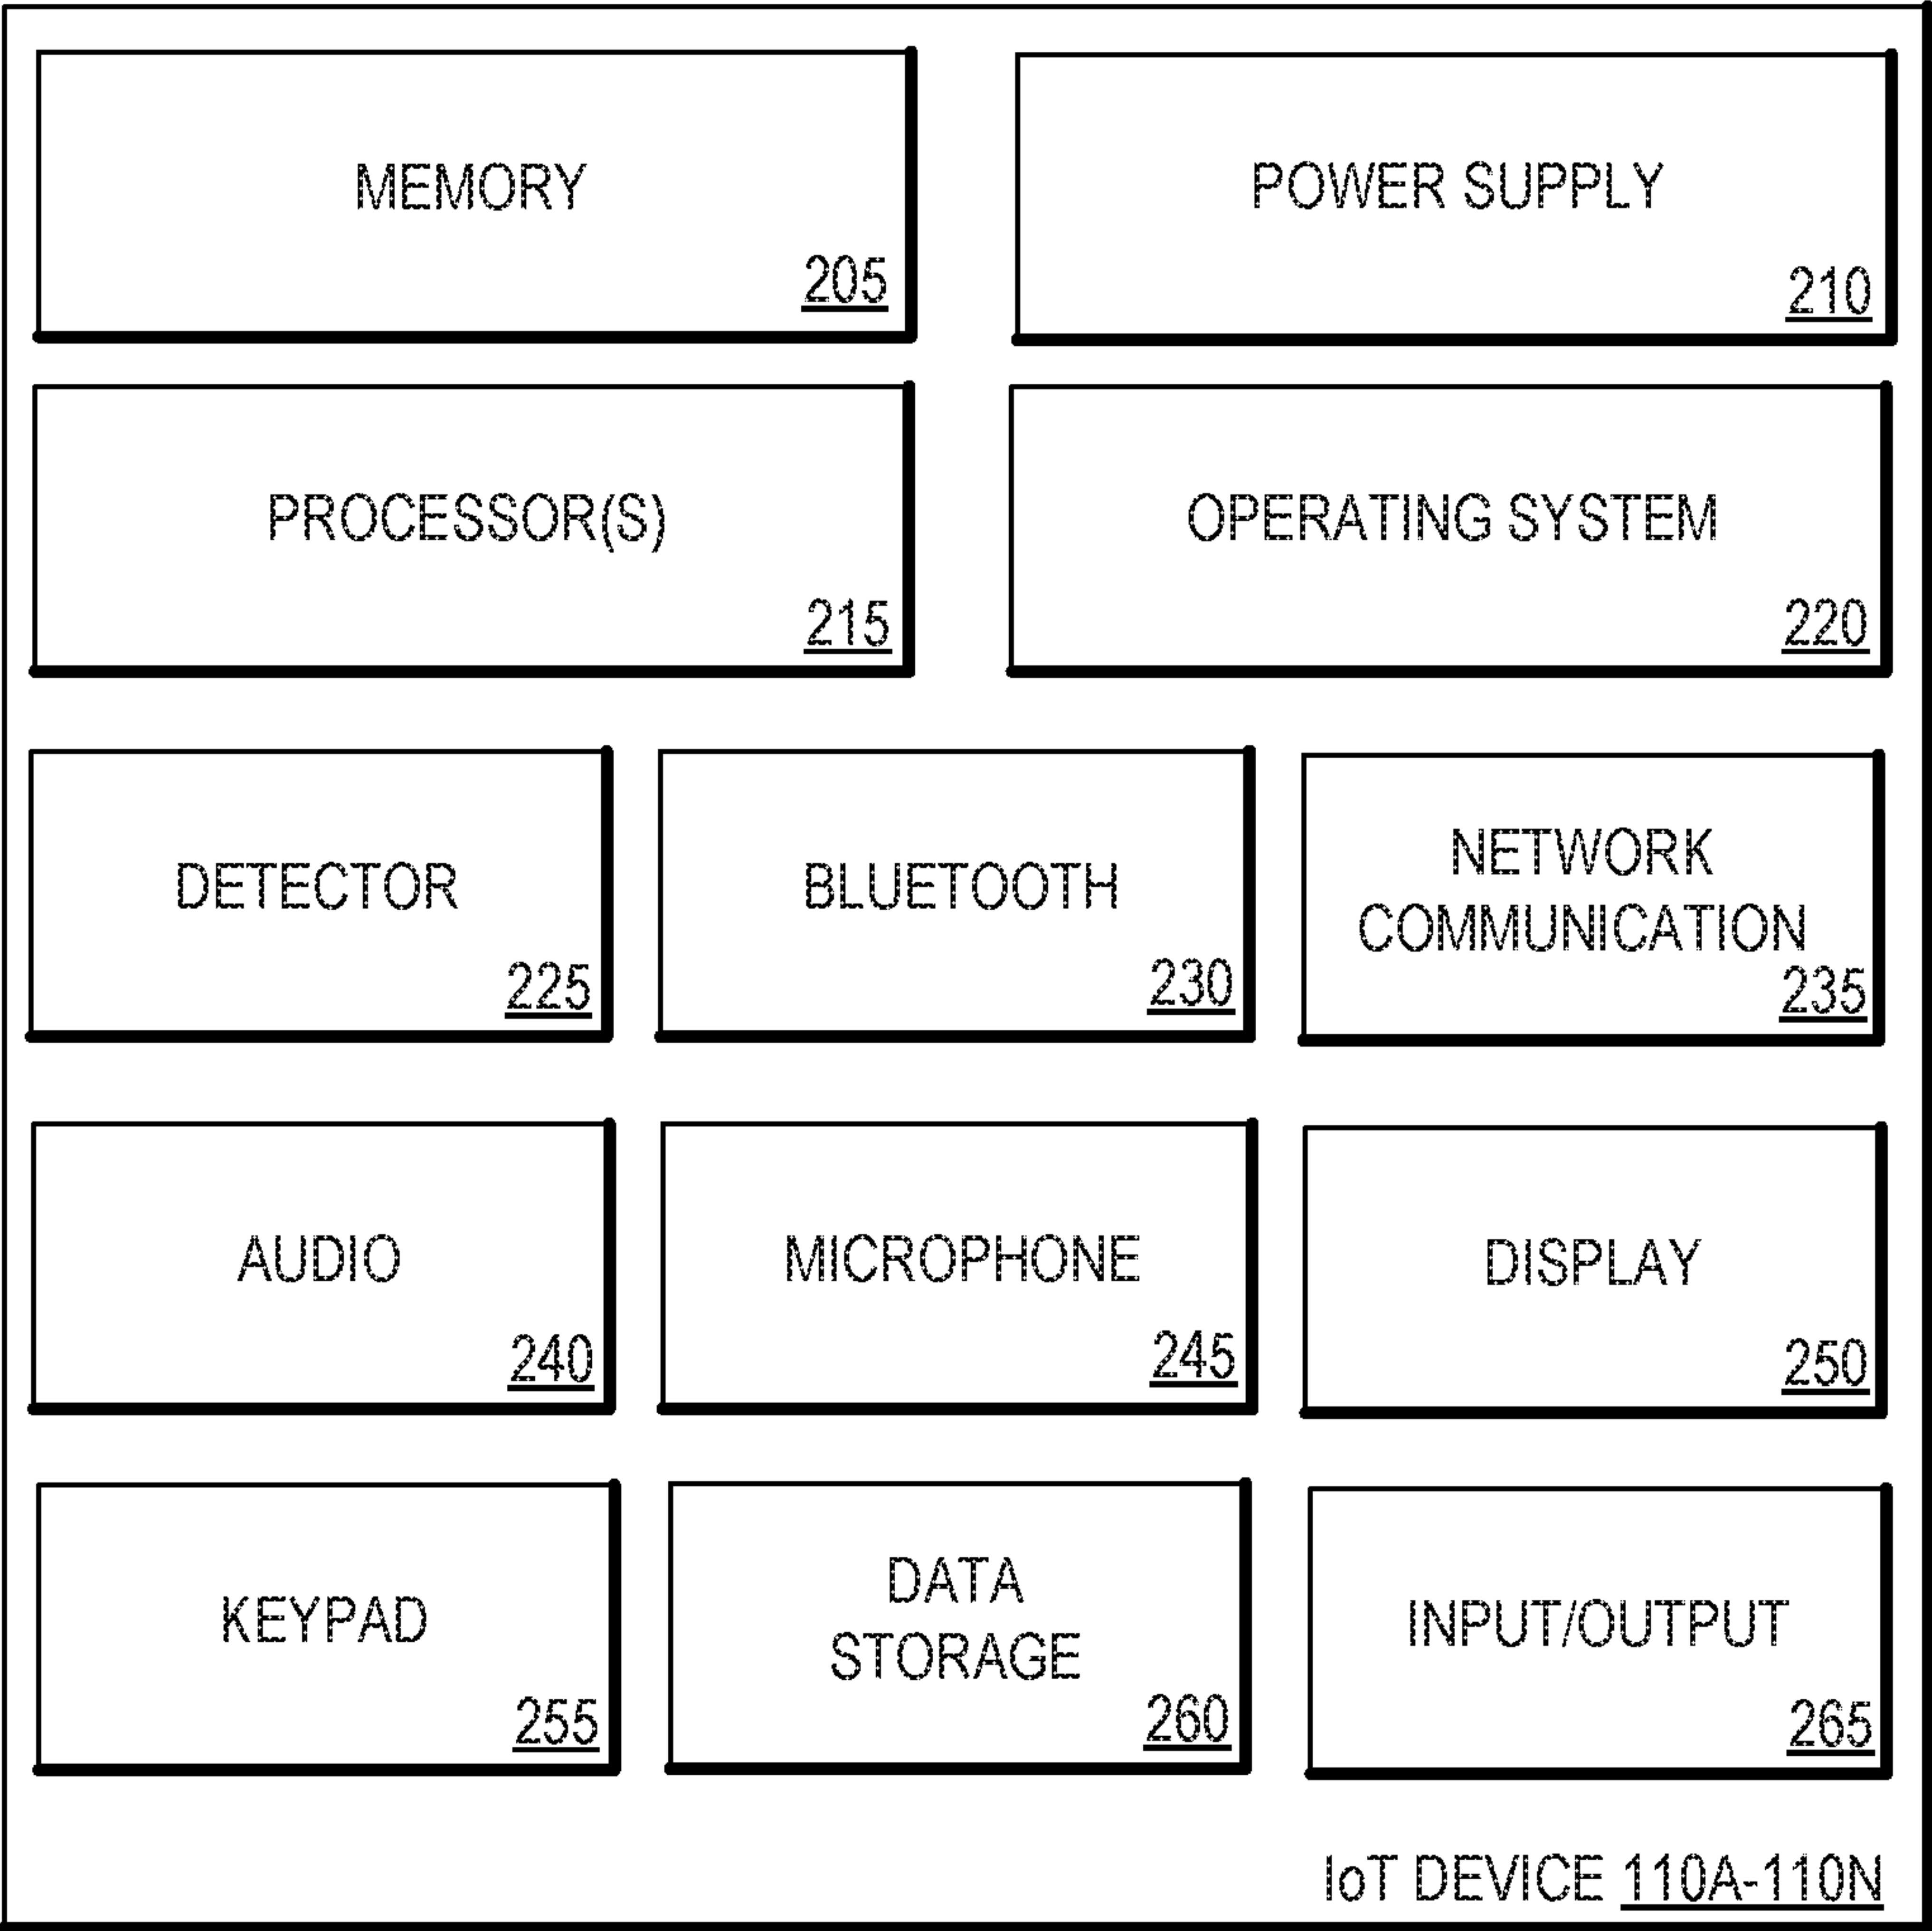 MEMORY
205
POWER SUPPLY
210
PROCESSOR(S)
215
OPERATING SYSTEM
220
DETECTOR
225
BLUETOOTH
230
NETWORK
COMMUNICATION
235
AUDIO
240
MICROPHONE
245
DISPLAY
250
KEYPAD
255
DATA
STORAGE
260
INPUT/OUTPUT
265
IoT DEVICE 110A-110N